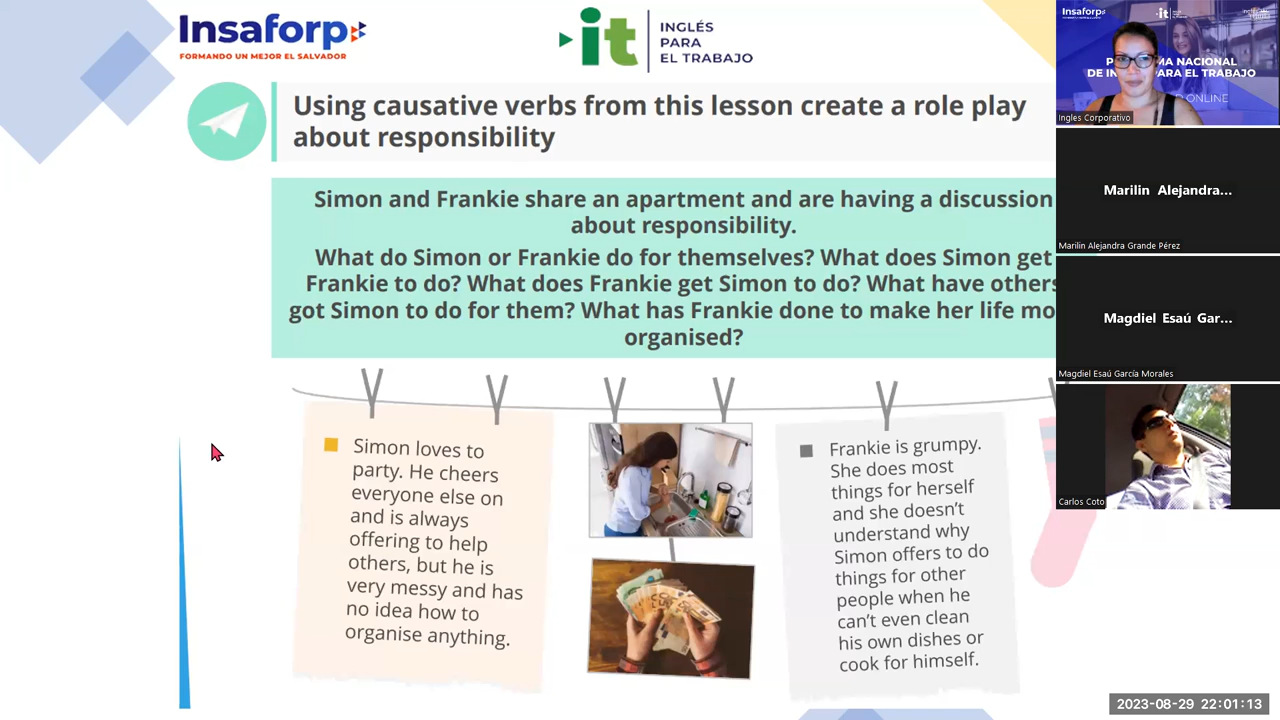 Insaforp
FORMANDO UN MEJOR EL SALVADOR
it
INGLÉS
PARA
EL TRABAJO
Using causative verbs from this lesson create a role play
about responsibility
Simon and Frankie share an apartment and are having a discussion
about responsibility.
What do Simon or Frankie do for themselves? What does Simon get
Frankie to do? What does Frankie get Simon to do? What have others
got Simon to do for them? What has Frankie done to make her life mo
organised?
Simon loves to
party. He cheers
everyone else on
and is always
offering to help
others, but he is
very messy and has
no idea how to
organise anything.
Frankie is grumpy.
She does most
things for herself
and she doesn't
understand why
Simon offers to do
things for other
people when he
can't even clean
his own dishes or
cook for himself.
Insaforp
it
NACIONAL
DE IN PARA EL TRABAJO
ONLINE
Ingles Corporativo
Marilin Alejandra...
Marilin Alejandra Grande Pérez
Magdiel Esaú Gar...
Magdiel Esaú García Morales
Carlos Coto
2023-08-29 22:01:13